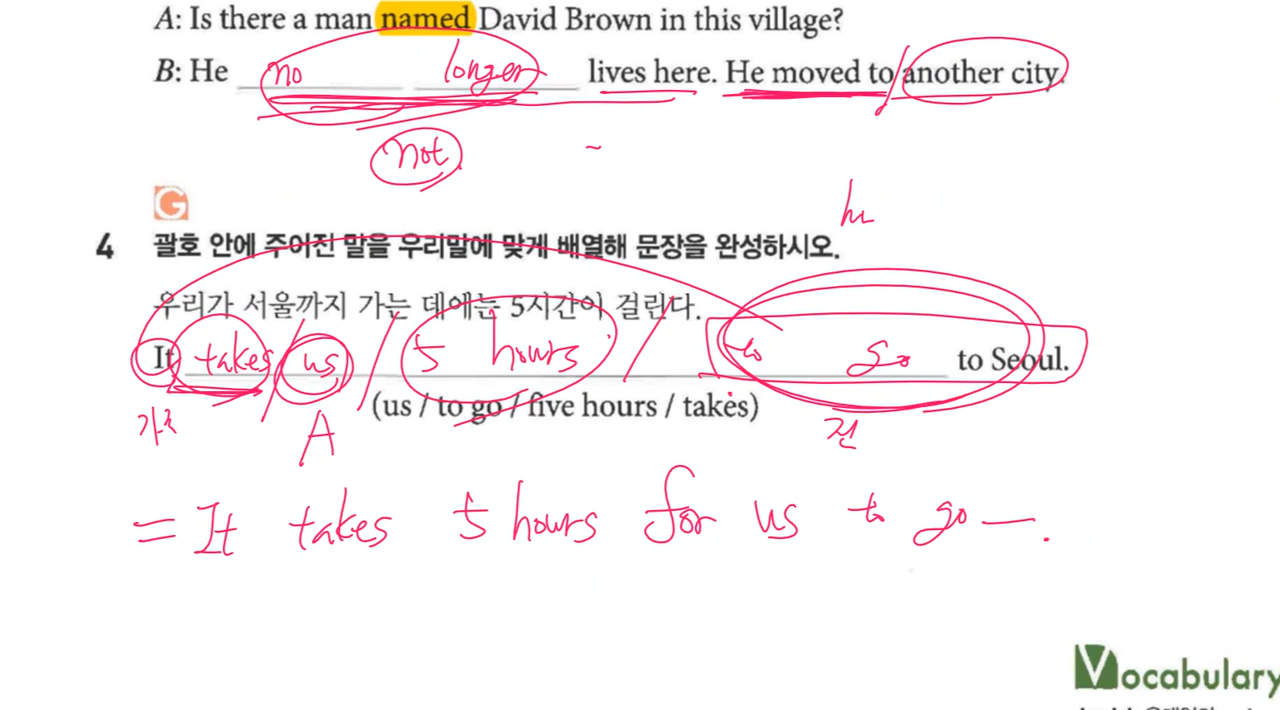 A: Is there a man named David Brown in this village?
B: He no longer lives here. He moved to another city.
not
~
G
4 괄호 안에 주어진 말을 우리말에 맞게 배열해 문장을 완성하시오.
우리가 서울까지 가는 데에는 5시간이 걸린다.
It takes / us / 5 hours / to go to Seoul.
(us / to go / five hours / takes)
A
= It takes 5 hours for us to go —.
Vocabulary